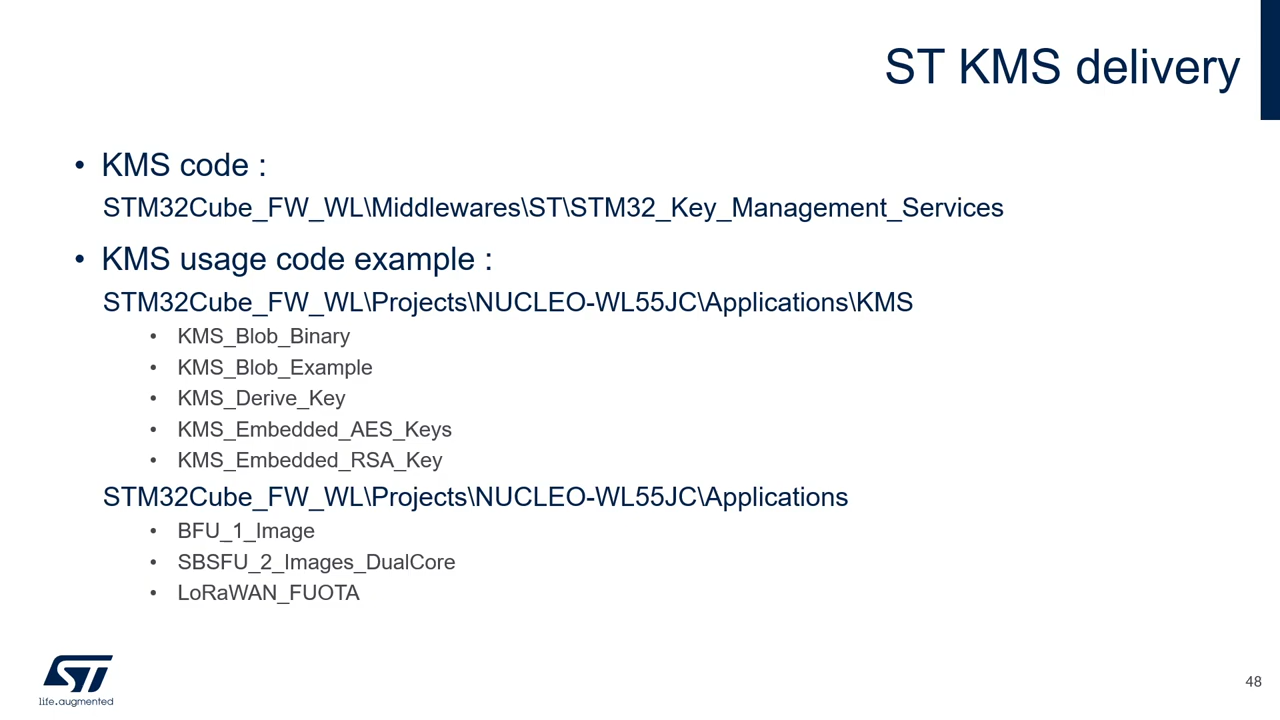 ST KMS delivery
• KMS code :
STM32Cube_FW_WL\Middlewares\ST\STM32_Key_Management_Services
• KMS usage code example :
STM32Cube_FW_WL\Projects\NUCLEO-WL55JC\Applications\KMS
• KMS_Blob_Binary
• KMS_Blob_Example
• KMS_Derive_Key
• KMS_Embedded_AES_Keys
• KMS_Embedded_RSA_Key
STM32Cube_FW_WL\Projects\NUCLEO-WL55JC\Applications
• BFU_1_Image
• SBSFU_2_Images_DualCore
• LoRaWAN_FUOTA
ST
life.augmented
48